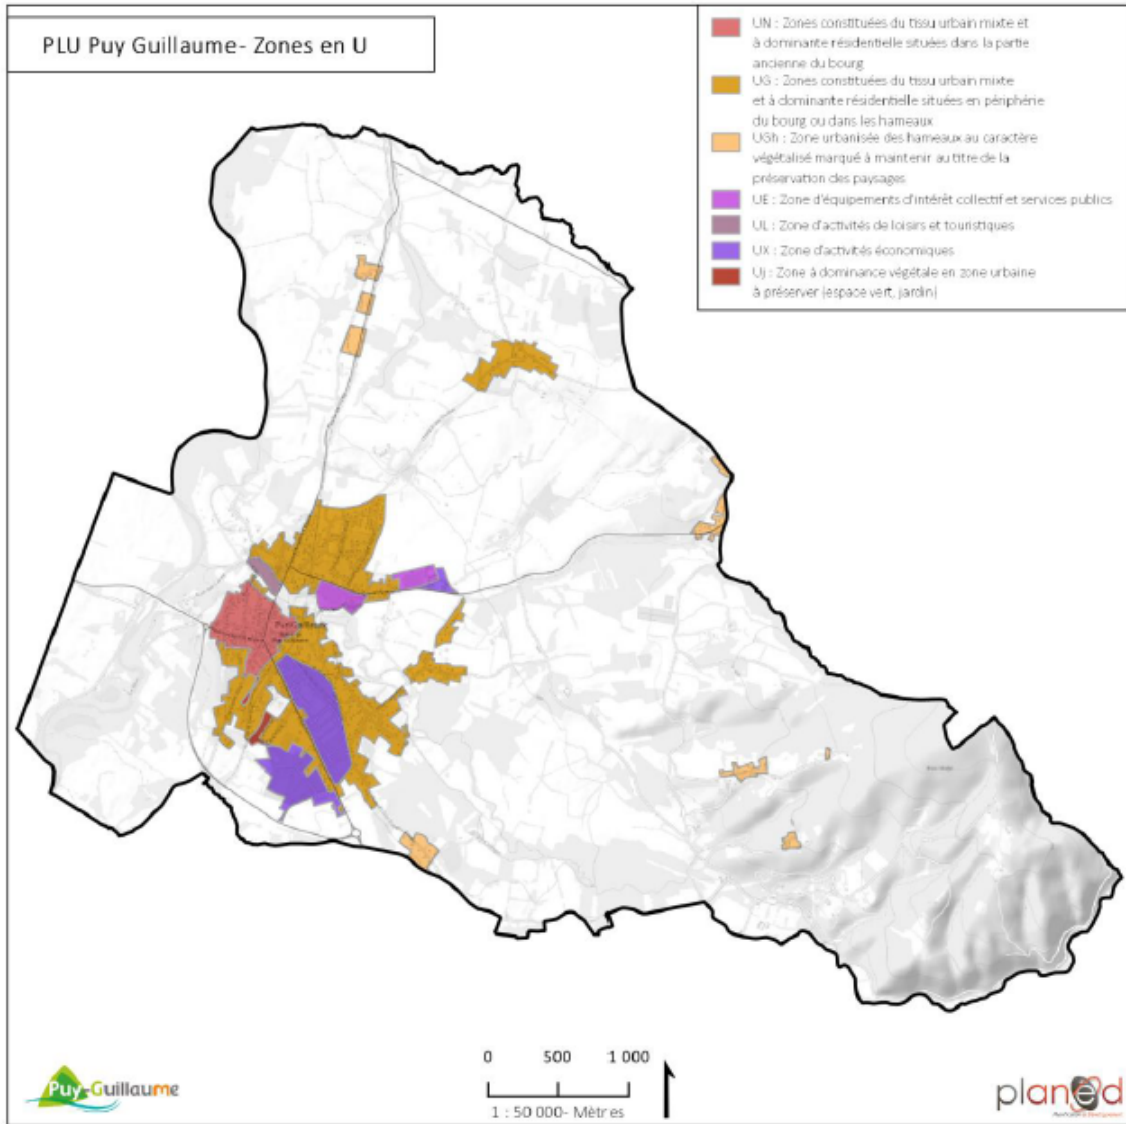 PLU Puy Guillaume- Zones en U
UN : Zones constituées du tissu urbain mixte et
à dominante résidentielle situées dans la partie
ancienne du bourg
UG : Zones constituées du tissu urbain mixte
et à dominante résidentielle situées en périphérie
du bourg ou dans les hameaux
UGh : Zone urbanisée des hameaux au caractère
végétalisé marqué à maintenir au titre de la
préservation des paysages
UE : Zone d'équipements d'intérêt collectif et services publics
UL : Zone d'activités de loisirs et touristiques
UX : Zone d'activités économiques
Uj : Zone à dominance végétale en zone urbaine
à préserver (espace vert, jardin)
Puy-Guillaume
0 500 1 000
1 : 50 000- Mètres
planed